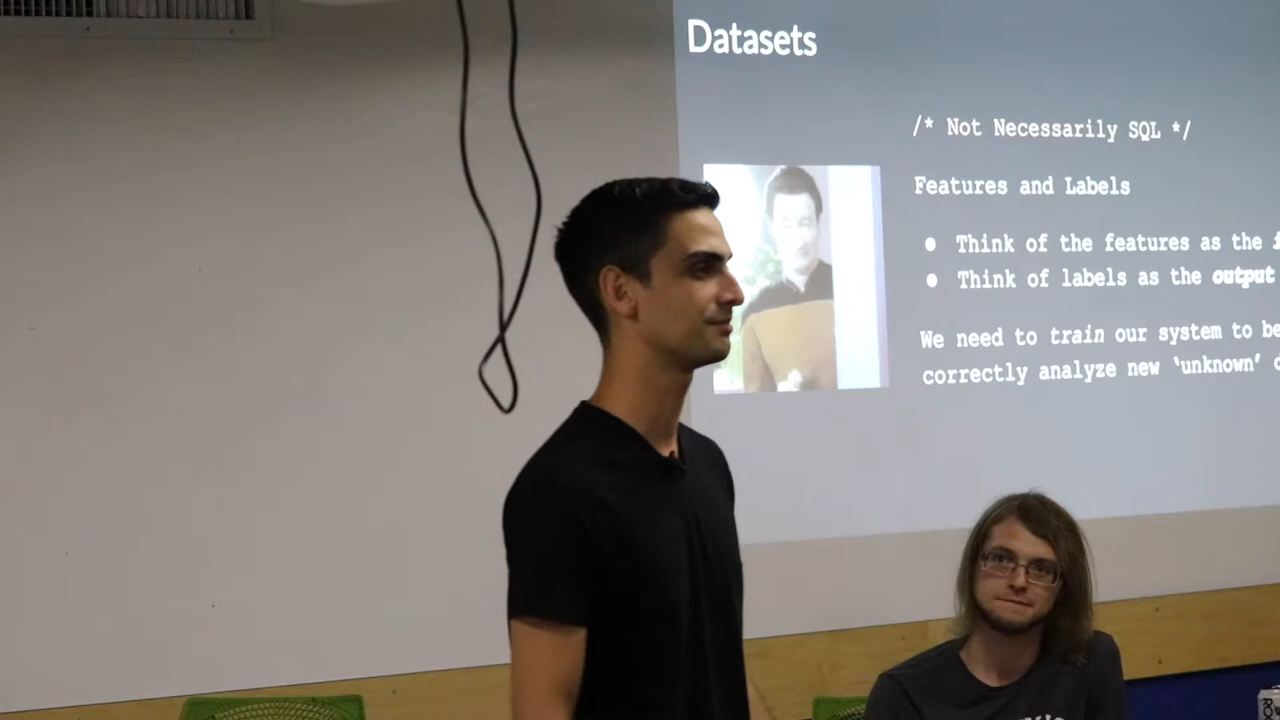 Datasets
/* Not Necessarily SQL */
Features and Labels
● Think of the features as the
● Think of labels as the output
We need to train our system to be
correctly analyze new ‘unknown’